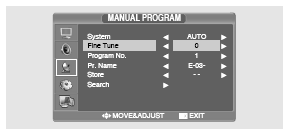 MANUAL PROGRAM
System AUTO
Fine Tune 0
Program No. 1
Pr. Name E-03-
Store - -
Search
MOVE&ADJUST EXIT